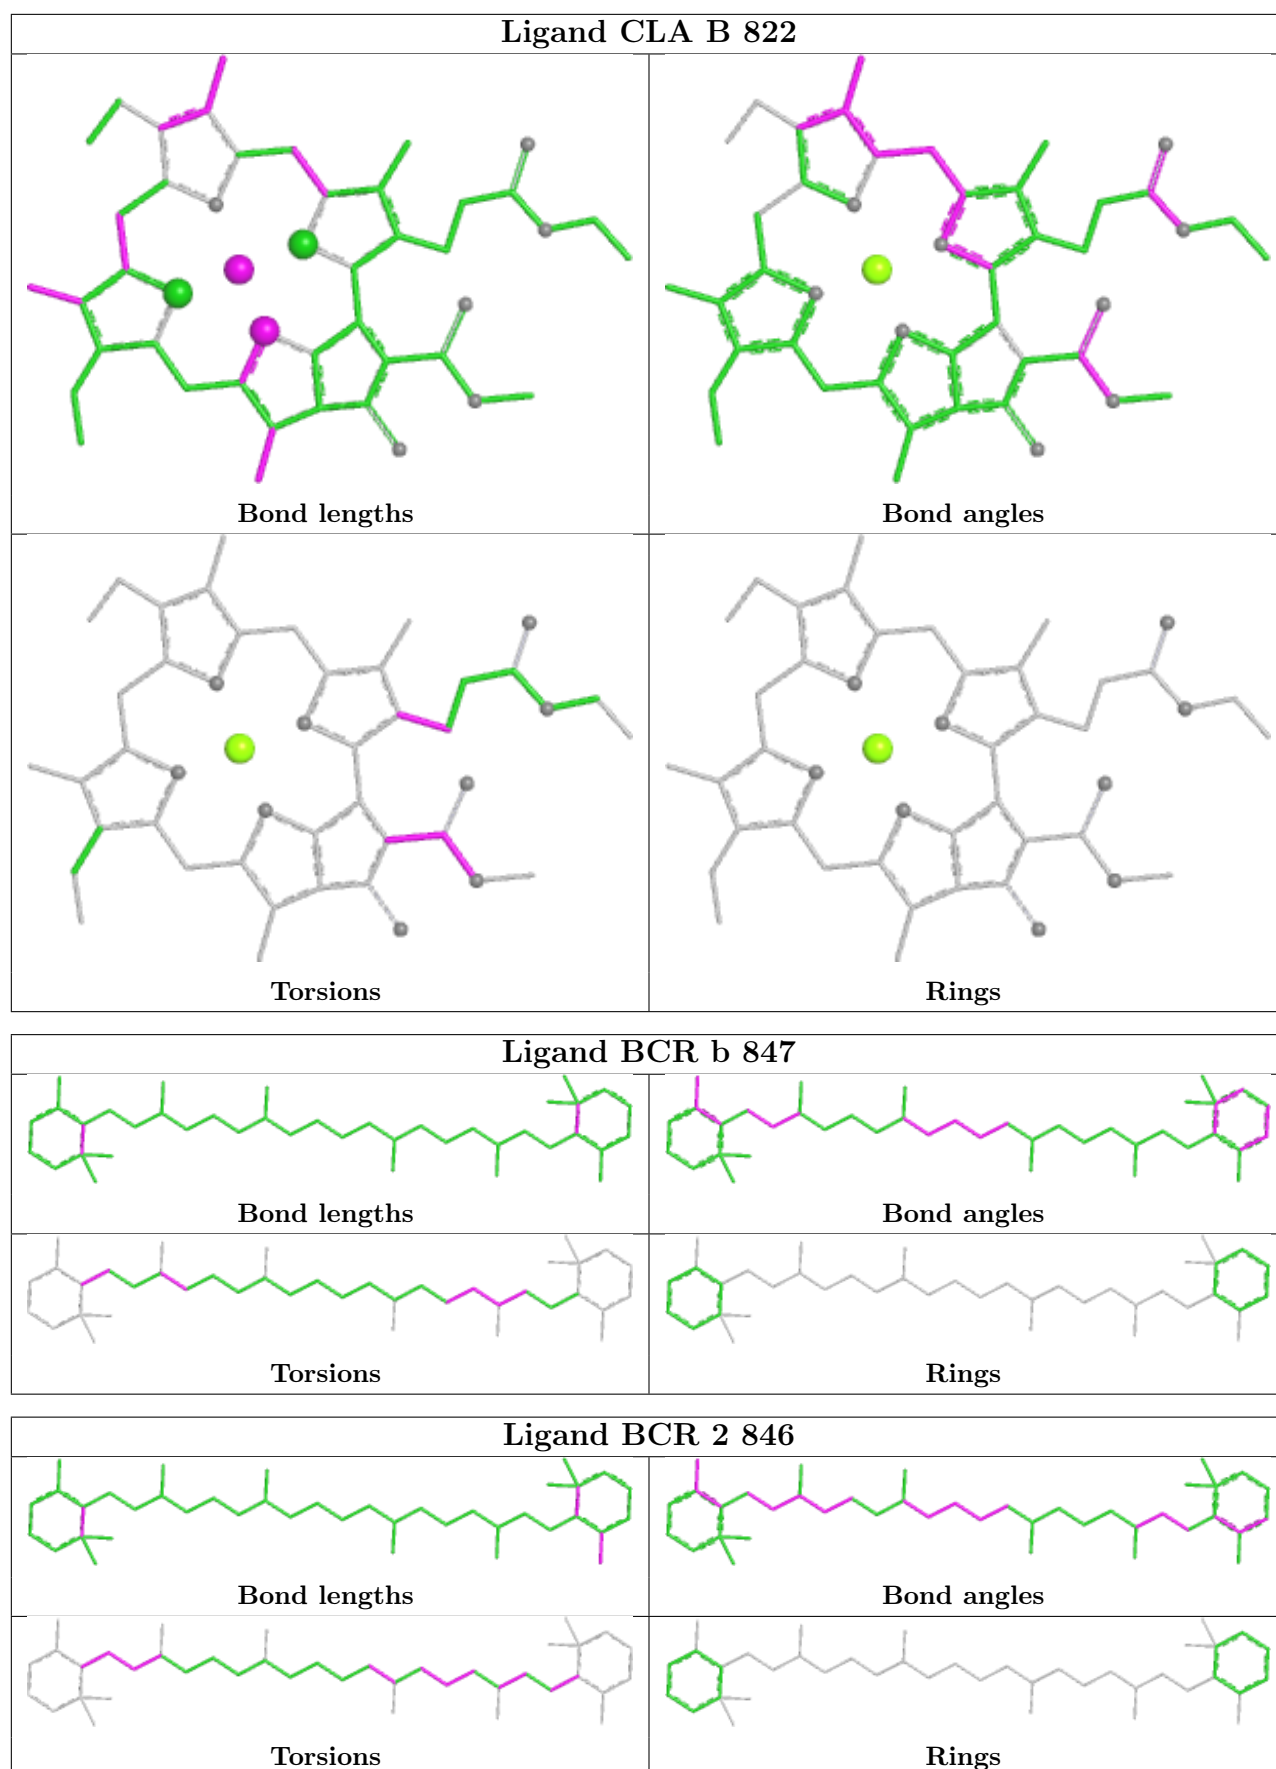 Ligand CLA B 822
Bond lengths
Bond angles
Torsions
Rings
Ligand BCR b 847
Bond lengths
Bond angles
Torsions
Rings
Ligand BCR 2 846
Bond lengths
Bond angles
Torsions
Rings